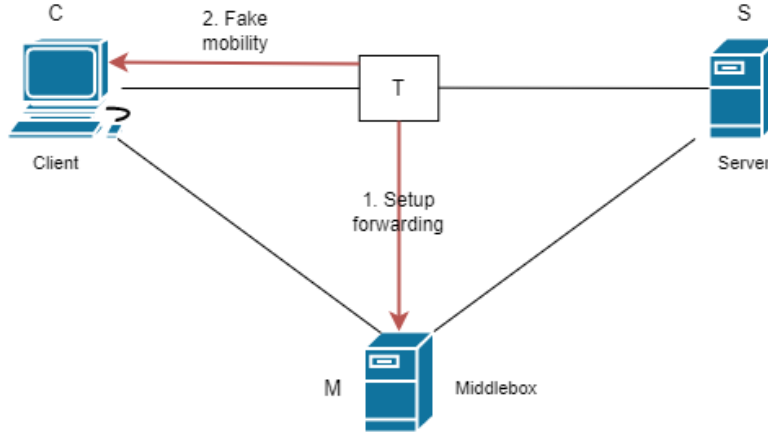 C
S
2. Fake
mobility
T
Client
Server
1. Setup
forwarding
M
Middlebox